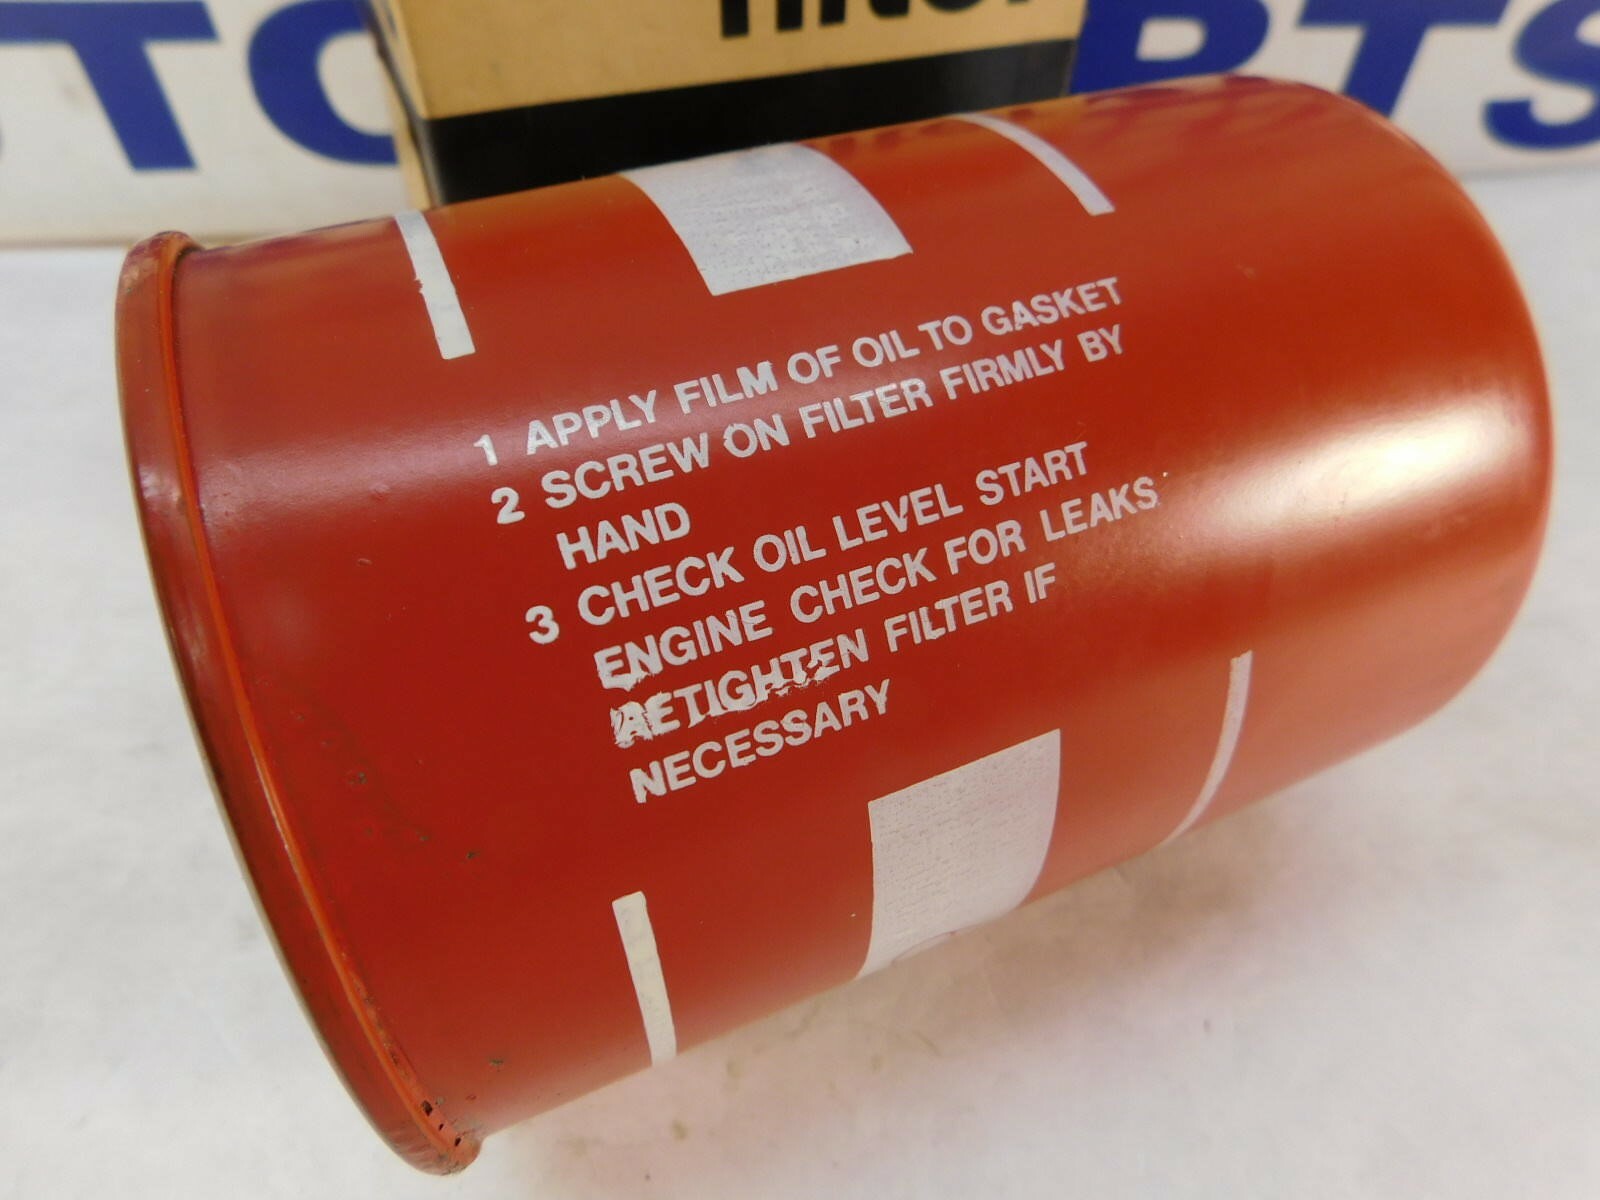 1 APPLY FILM OF OIL TO GASKET
2 SCREW ON FILTER FIRMLY BY
HAND
3 CHECK OIL LEVEL START
ENGINE CHECK FOR LEAKS
RETIGHTEN FILTER IF
NECESSARY